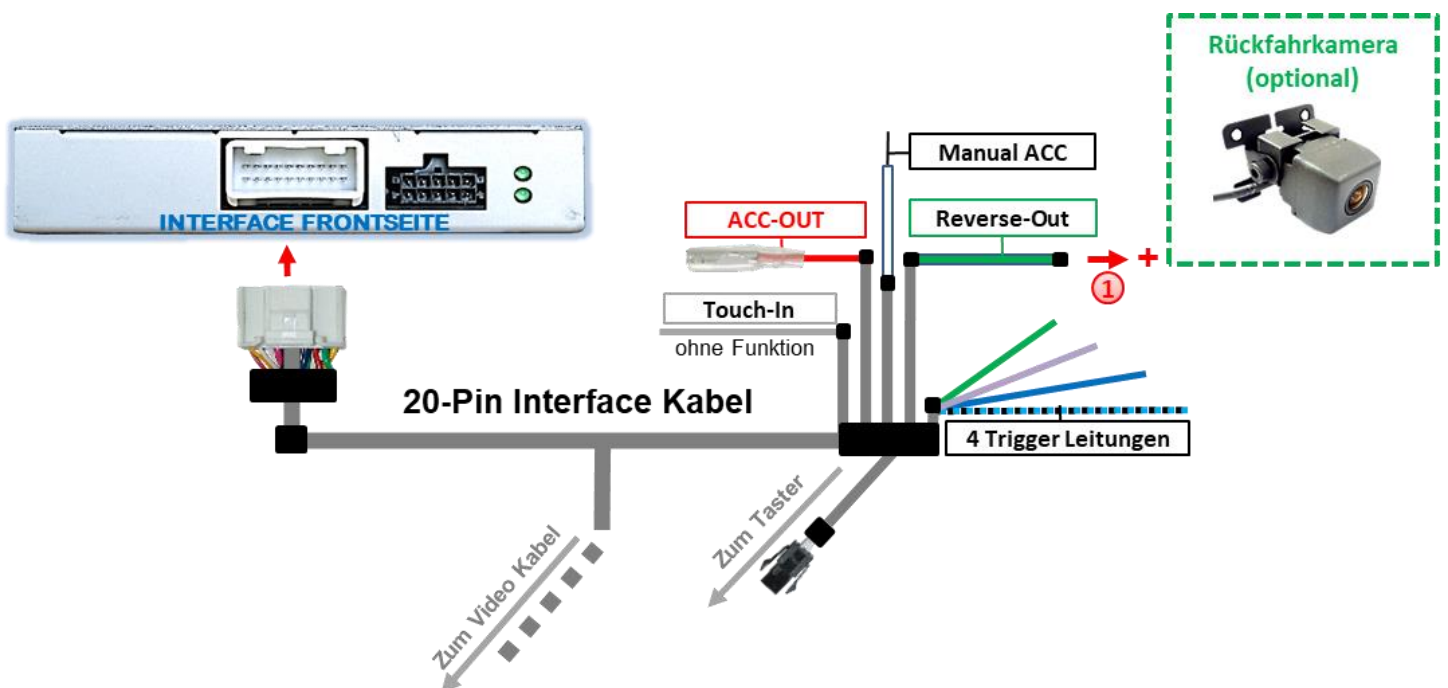 Rückfahrkamera
(optional)
Manual ACC
ACC-OUT
Reverse-Out
INTERFACE FRONTSEITE
1
+
Touch-In
ohne Funktion
20-Pin Interface Kabel
4 Trigger Leitungen
Zum Taster
Zum Video Kabel